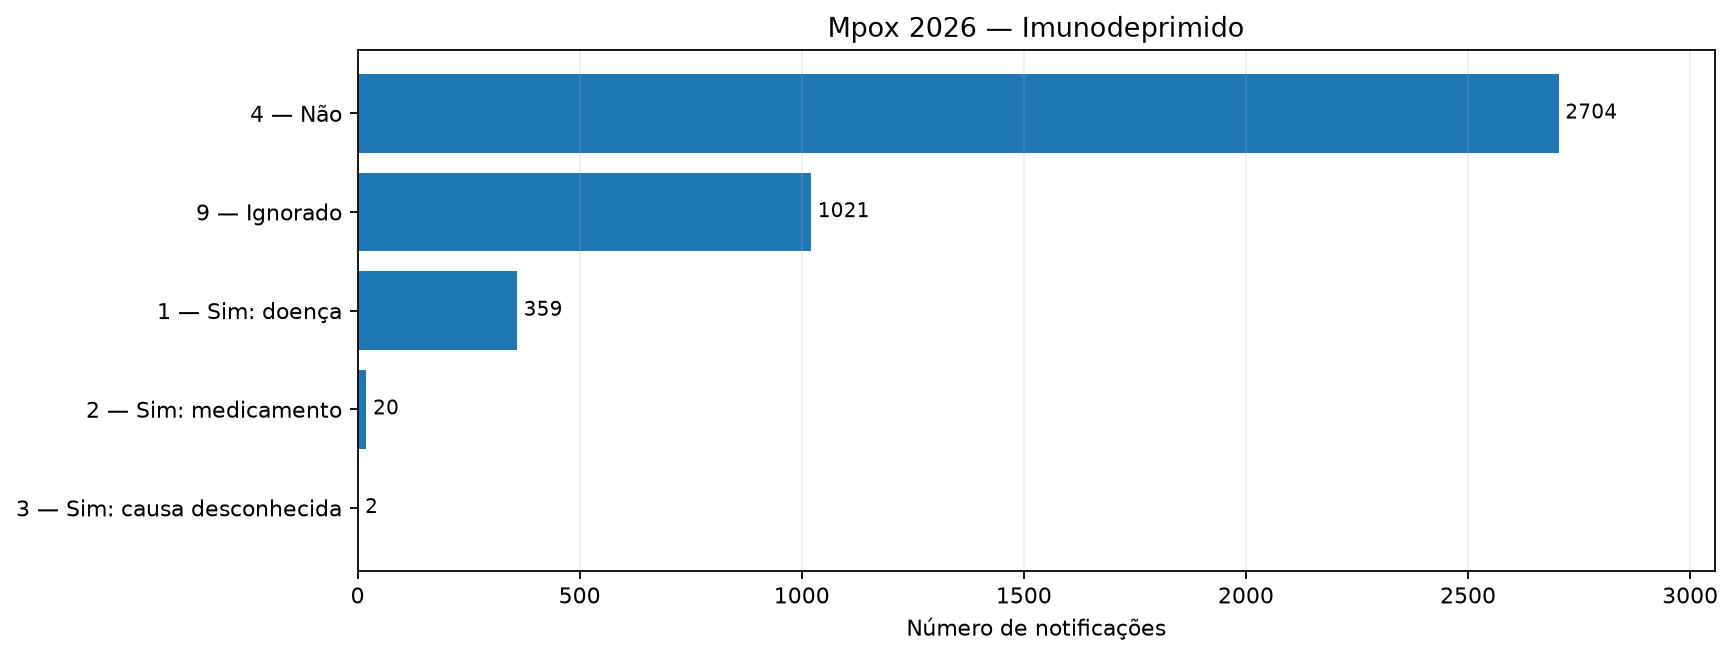 Mpox 2026 — Imunodeprimido
4 — Não
2704
9 — Ignorado
1021
1 — Sim: doença
359
2 — Sim: medicamento
20
3 — Sim: causa desconhecida
2
0 500 1000 1500 2000 2500 3000
Número de notificações